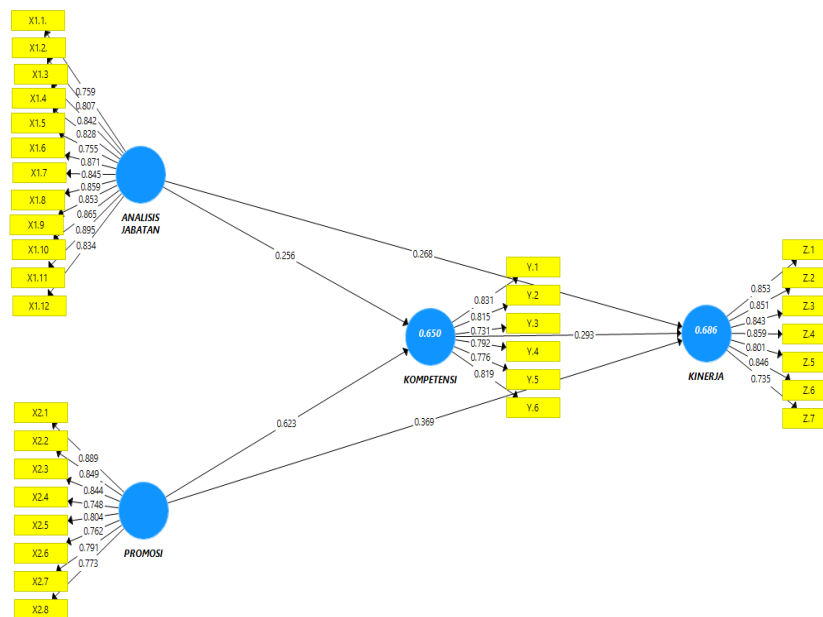 X1.1.
X1.2.
X1.3
X1.4
X1.5
X1.6
X1.7
X1.8
X1.9
X1.10
X1.11
X1.12
0.759
0.807
0.842
0.828
0.755
0.871
0.845
0.859
0.853
0.865
0.895
0.834
ANALISIS
JABATAN
0.256
0.268
Y.1
Y.2
Y.3
Y.4
Y.5
Y.6
0.831
0.815
0.731
0.792
0.776
0.819
0.650
KOMPETENSI
0.293
Z.1
Z.2
Z.3
Z.4
Z.5
Z.6
Z.7
0.853
0.851
0.843
0.859
0.801
0.846
0.735
0.686
KINERJA
0.623
0.369
X2.1
X2.2
X2.3
X2.4
X2.5
X2.6
X2.7
X2.8
0.889
0.849
0.844
0.748
0.804
0.762
0.791
0.773
PROMOSI